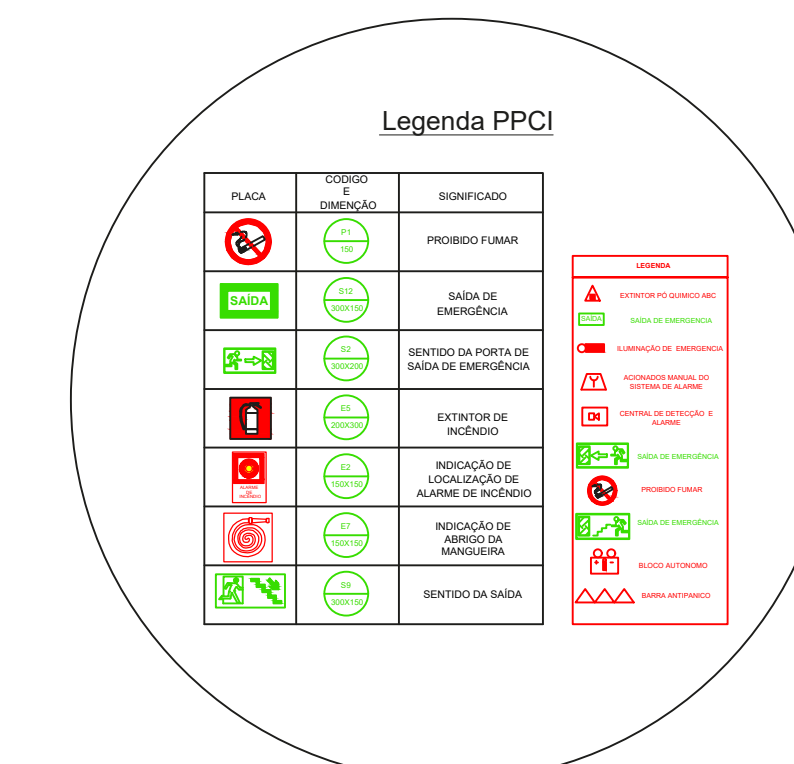 Legenda PPCI
PLACA
CODIGO
E
DIMENÇÃO
SIGNIFICADO
P1
150
PROIBIDO FUMAR
SAÍDA
S12
300X150
SAÍDA DE
EMERGÊNCIA
S2
300X200
SENTIDO DA PORTA DE
SAÍDA DE EMERGÊNCIA
E5
200X300
EXTINTOR DE
INCÊNDIO
ALARME
DE
INCÊNDIO
E2
150X150
INDICAÇÃO DE
LOCALIZAÇÃO DE
ALARME DE INCÊNDIO
E7
150X150
INDICAÇÃO DE
ABRIGO DA
MANGUEIRA
S9
300X150
SENTIDO DA SAÍDA
LEGENDA
EXTINTOR PÓ QUIMICO ABC
SAÍDA
SAÍDA DE EMERGENCIA
ILUMINAÇÃO DE EMERGENCIA
ACIONADOS MANUAL DO
SISTEMA DE ALARME
CENTRAL DE DETECÇÃO E
ALARME
SAÍDA DE EMERGÊNCIA
PROIBIDO FUMAR
SAÍDA DE EMERGÊNCIA
BLOCO AUTONOMO
BARRA ANTIPANICO